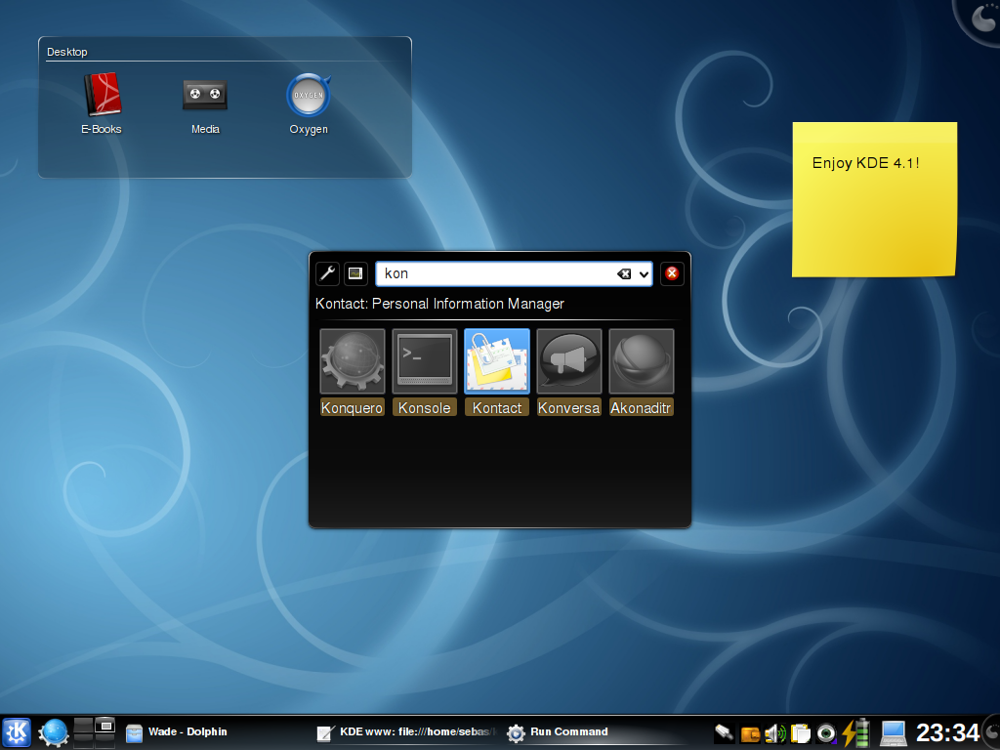 Desktop
OXYGEN
E-Books
Media
Oxygen
Enjoy KDE 4.1!
kon
Kontact: Personal Information Manager
>_
Konquero
Konsole
Kontact
Konversa
Akonaditr
Wade - Dolphin
KDE www: file:///home/sebas/k
Run Command
23:34